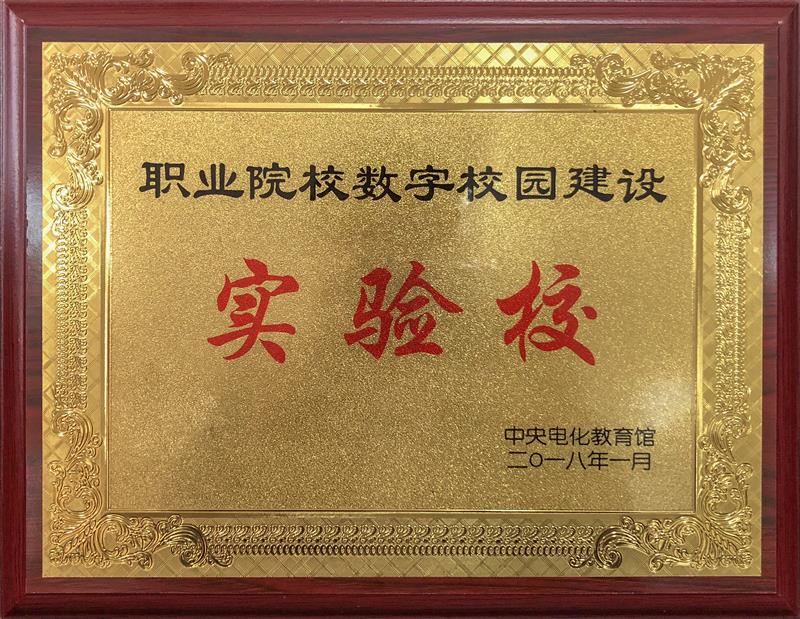 职业院校数字校园建设
实验校
中央电化教育馆
二〇一八年一月